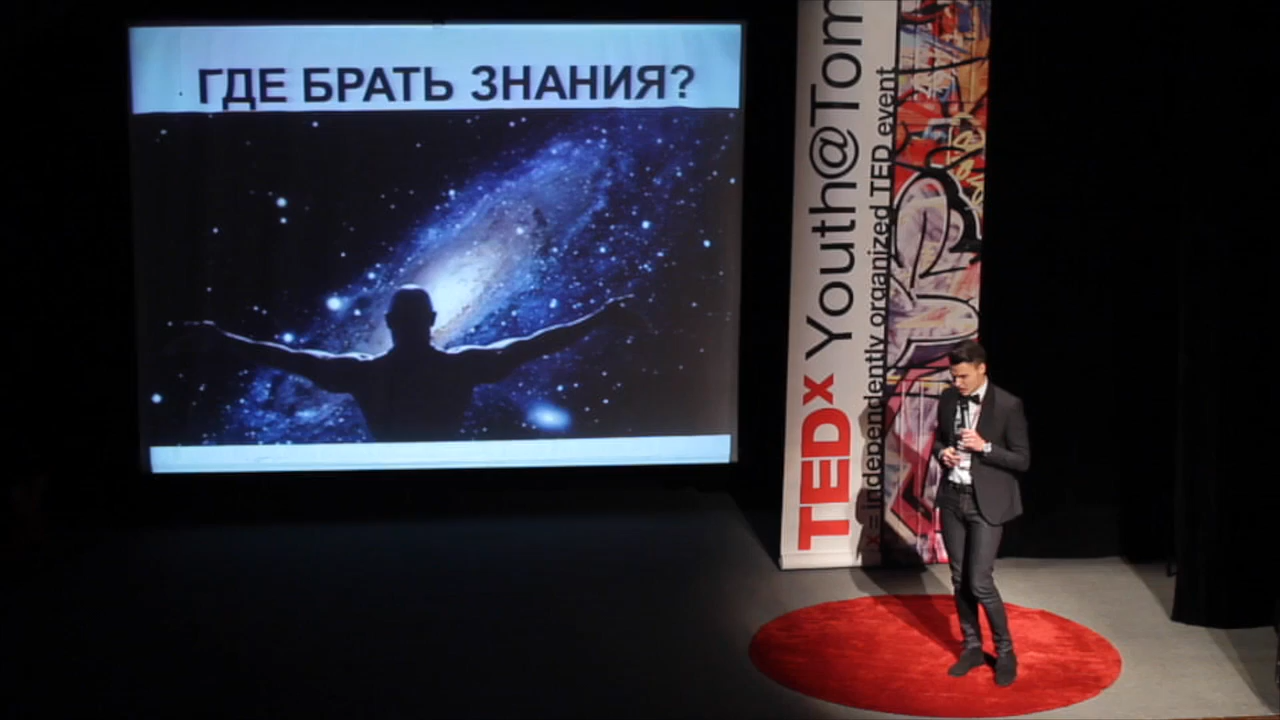 ГДЕ БРАТЬ ЗНАНИЯ?
TEDx Youth@Tom
x = independently organized TED event